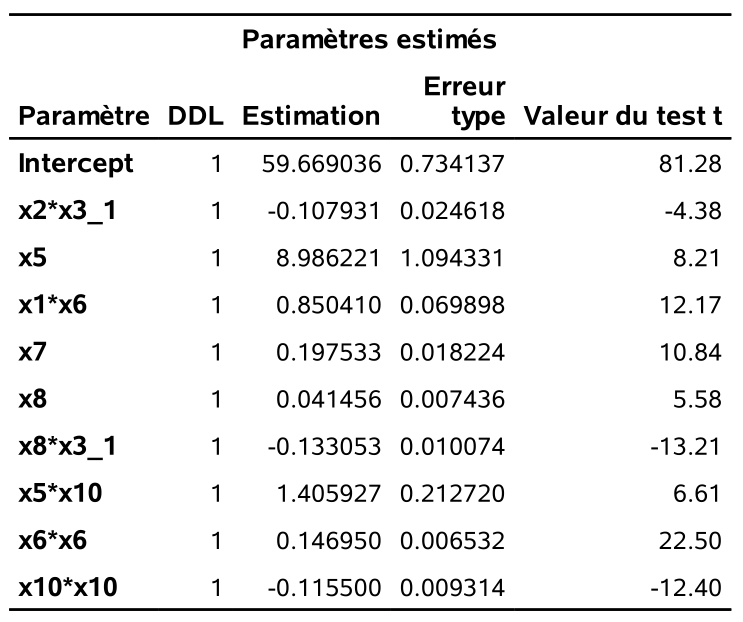 Paramètres estimés
Paramètre DDL Estimation Erreur type Valeur du test t
Intercept 1 59.669036 0.734137 81.28
x2*x3_1 1 -0.107931 0.024618 -4.38
x5 1 8.986221 1.094331 8.21
x1*x6 1 0.850410 0.069898 12.17
x7 1 0.197533 0.018224 10.84
x8 1 0.041456 0.007436 5.58
x8*x3_1 1 -0.133053 0.010074 -13.21
x5*x10 1 1.405927 0.212720 6.61
x6*x6 1 0.146950 0.006532 22.50
x10*x10 1 -0.115500 0.009314 -12.40